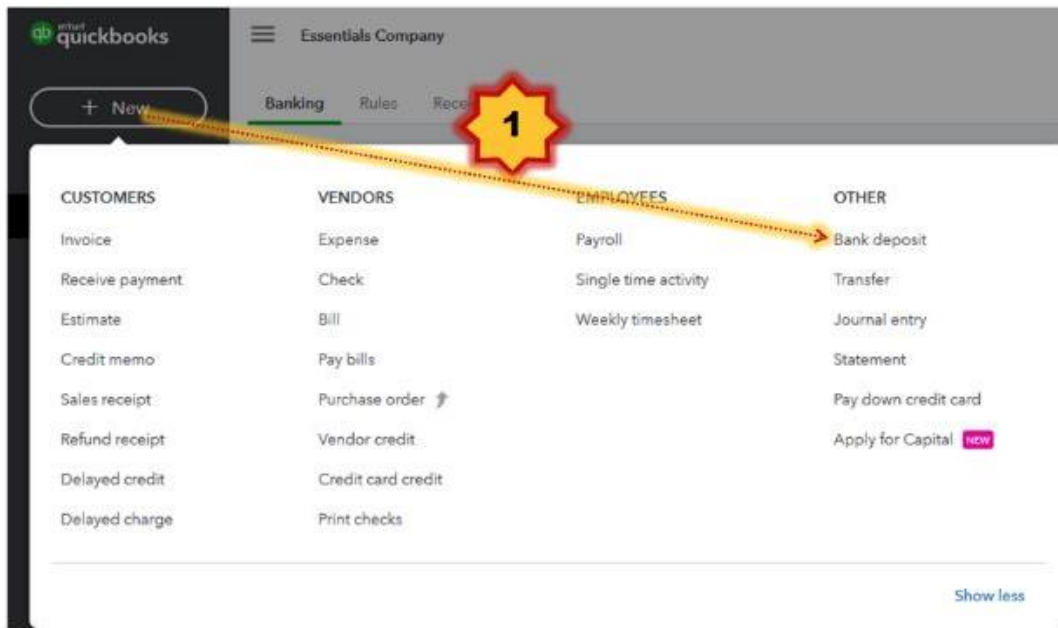 intuit
quickbooks
Essentials Company
+ New
Banking Rules
1
CUSTOMERS
Invoice
Receive payment
Estimate
Credit memo
Sales receipt
Refund receipt
Delayed credit
Delayed charge
VENDORS
Expense
Check
Bill
Pay bills
Purchase order
Vendor credit
Credit card credit
Print checks
EMPLOYEES
Payroll
Single time activity
Weekly timesheet
OTHER
Bank deposit
Transfer
Journal entry
Statement
Pay down credit card
Apply for Capital NEW
Show less